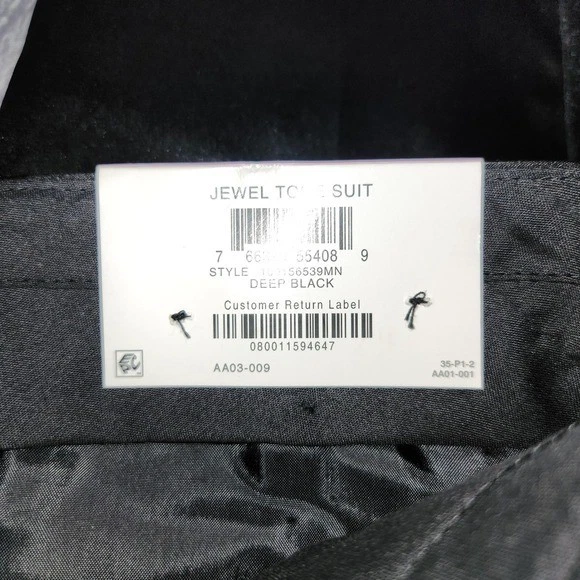 JEWEL SUIT
7 55408 9
STYLE
DEEP BLACK
Customer Return Label
080011594647
AA03-009
35-P1-2
AA01-001